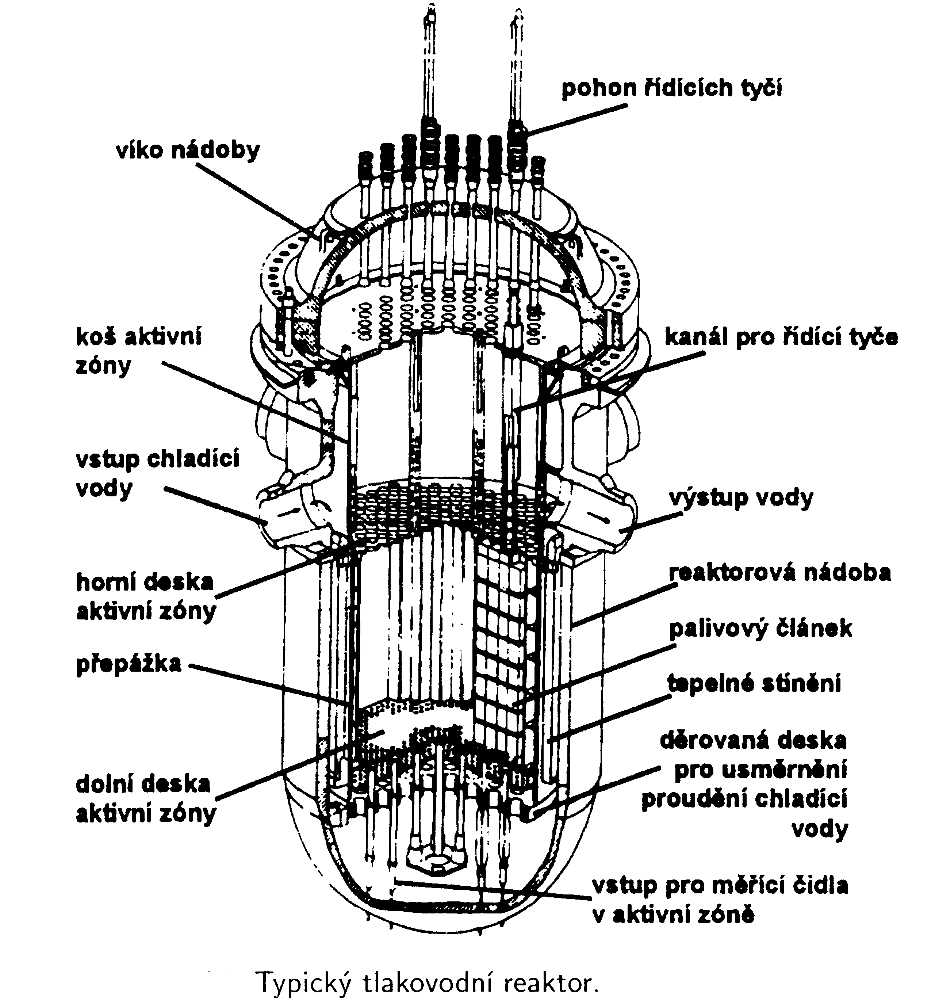 pohon řídících tyčí
víko nádoby
koš aktivní
zóny
kanál pro řídící tyče
vstup chladící
vody
výstup vody
horní deska
aktivní zóny
reaktorová nádoba
palivový článek
přepážka
tepelné stínění
děrovaná deska
pro usměrnění
proudění chladící
vody
dolní deska
aktivní zóny
vstup pro měřící čidla
v aktivní zóně
Typický tlakovodní reaktor.